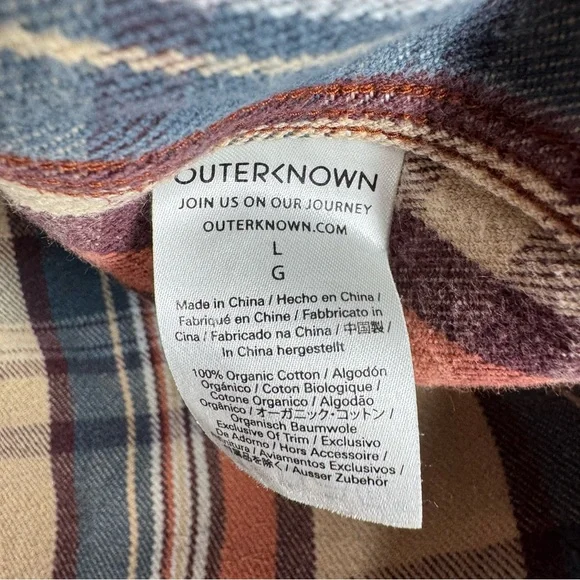 OUTERKNOWN
JOIN US ON OUR JOURNEY
OUTERKNOWN.COM
L
G
Made in China / Hecho en China /
Fabriqué en Chine / Fabbricato in
Cina / Fabricado na China / 中国製 /
In China hergestellt
100% Organic Cotton / Algodón
Orgánico / Coton Biologique /
Cotone Organico / Algodão
Orgânico / オーガニック・コットン /
Organisch Baumwole
Exclusive Of Trim / Exclusivo
De Adorno / Hors Accessoire /
Aviamentos Exclusivos /
を除く / Ausser Zubehör